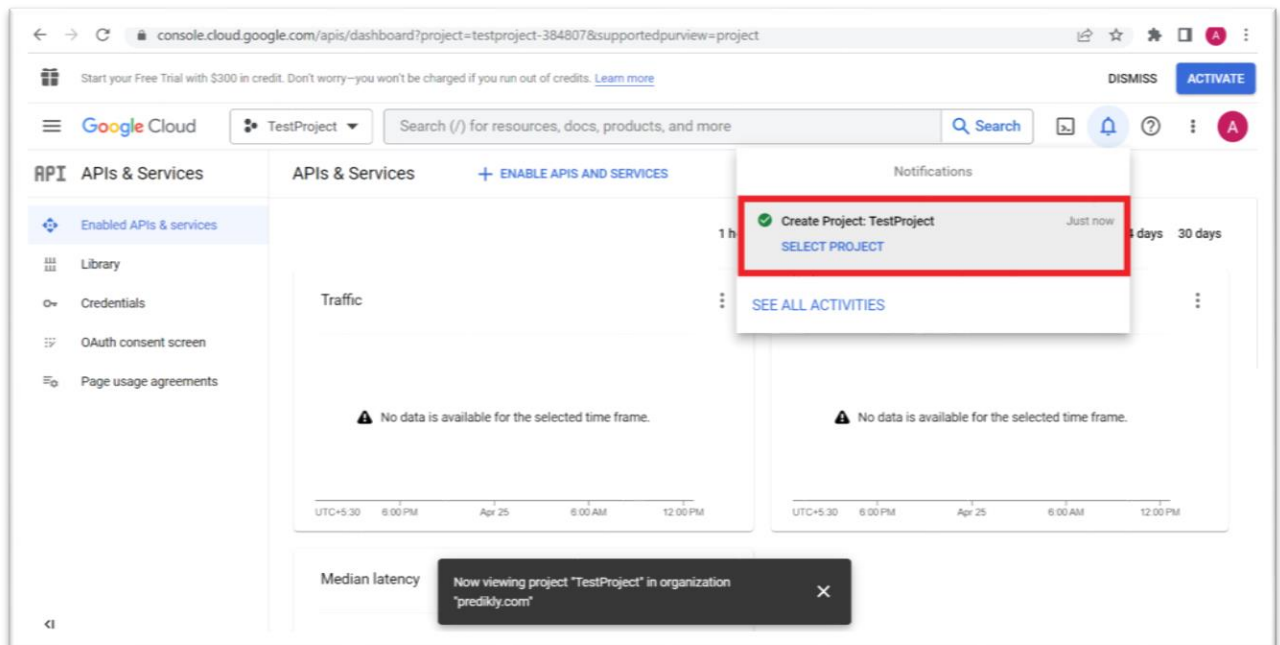 console.cloud.google.com/apis/dashboard?project=testproject-384807&supportedpurview=project
A
Start your Free Trial with $300 in credit. Don't worry—you won't be charged if you run out of credits. Learn more
DISMISS
ACTIVATE
Google Cloud
TestProject
Search (/) for resources, docs, products, and more
Search
A
API APIs & Services
APIs & Services
+ ENABLE APIS AND SERVICES
Notifications
Create Project: TestProject
Just now
SELECT PROJECT
SEE ALL ACTIVITIES
Enabled APIs & services
Library
Credentials
OAuth consent screen
Page usage agreements
1 h
days
30 days
Traffic
No data is available for the selected time frame.
UTC+5:30 6:00 PM Apr 25 6:00 AM 12:00 PM
No data is available for the selected time frame.
UTC+5:30 6:00 PM Apr 25 6:00 AM 12:00 PM
Median latency
Now viewing project "TestProject" in organization
"predikly.com"